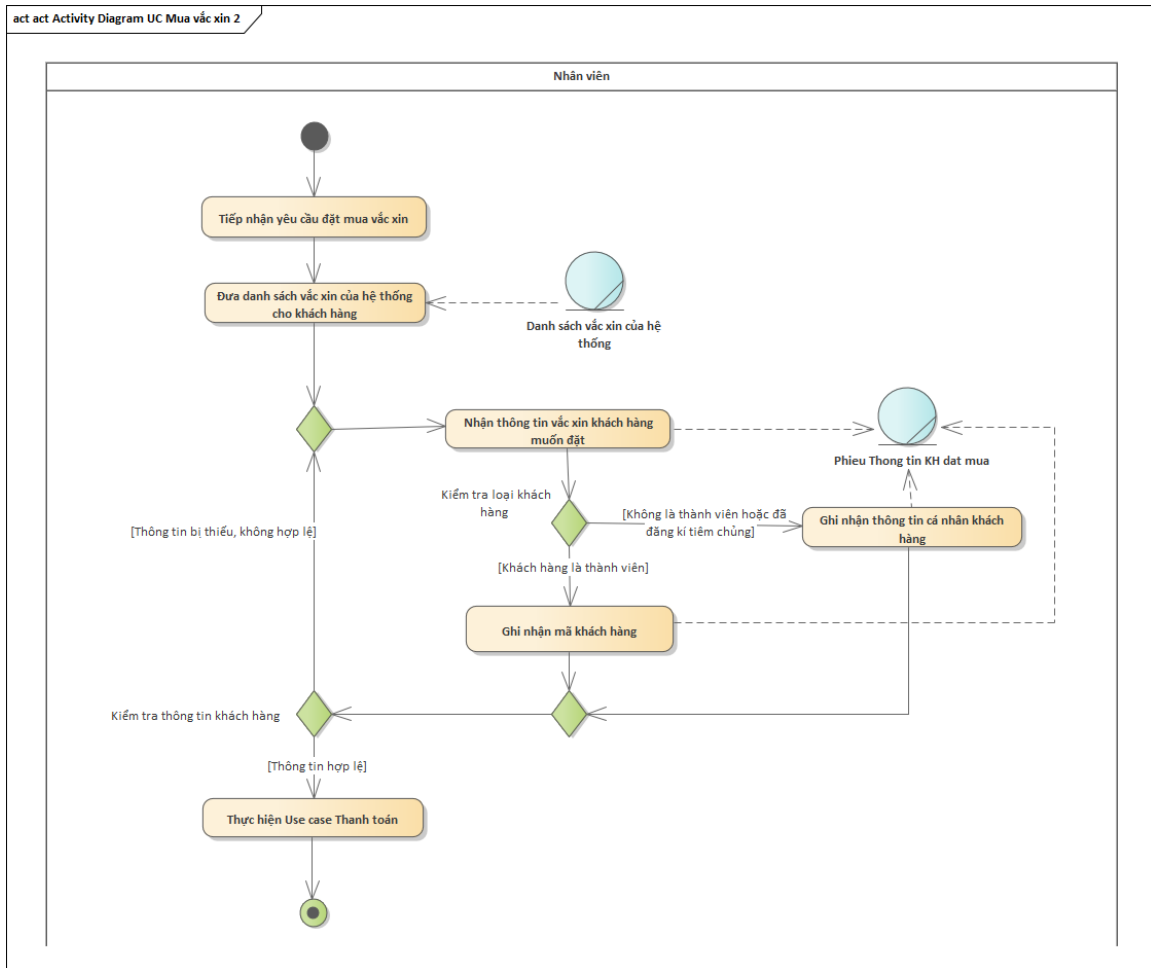 act act Activity Diagram UC Mua vắc xin 2
Nhân viên
Tiếp nhận yêu cầu đặt mua vắc xin
Đưa danh sách vắc xin của hệ thống
cho khách hàng
Danh sách vắc xin của hệ
thống
Nhận thông tin vắc xin khách hàng
muốn đặt
Phieu Thong tin KH dat mua
Kiểm tra loại khách
hàng
[Không là thành viên hoặc đã
đăng kí tiêm chủng]
Ghi nhận thông tin cá nhân khách
hàng
[Thông tin bị thiếu, không hợp lệ]
[Khách hàng là thành viên]
Ghi nhận mã khách hàng
Kiểm tra thông tin khách hàng
[Thông tin hợp lệ]
Thực hiện Use case Thanh toán